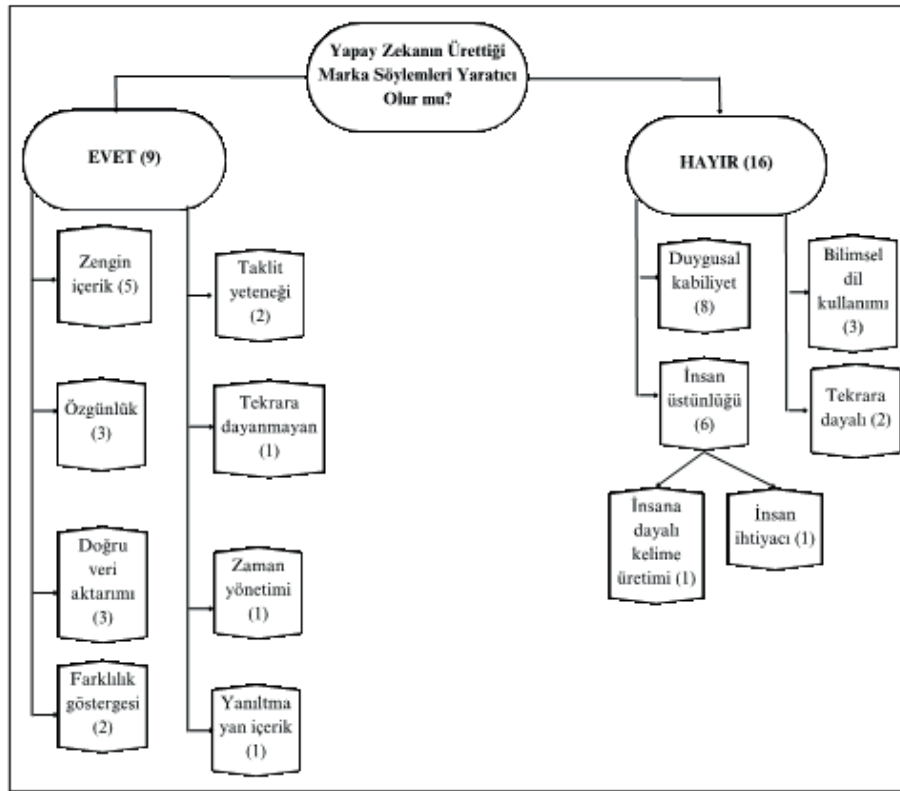 Yapay Zekanın Ürettiği
Marka Söylemleri Yaratıcı
Olur mu?
EVET (9)
Zengin
içerik (5)
Özgünlük
(3)
Doğru
veri
aktarımı
(3)
Farklılık
göstergesi
(2)
Taklit
yeteneği
(2)
Tekrara
dayanmayan
(1)
Zaman
yönetimi
(1)
Yanıltma
yan içerik
(1)
HAYIR (16)
Duygusal
kabiliyet
(8)
İnsan
üstünlüğü
(6)
İnsana
dayalı
kelime
üretimi (1)
İnsan
ihtiyacı (1)
Bilimsel
dil
kullanımı
(3)
Tekrara
dayalı (2)